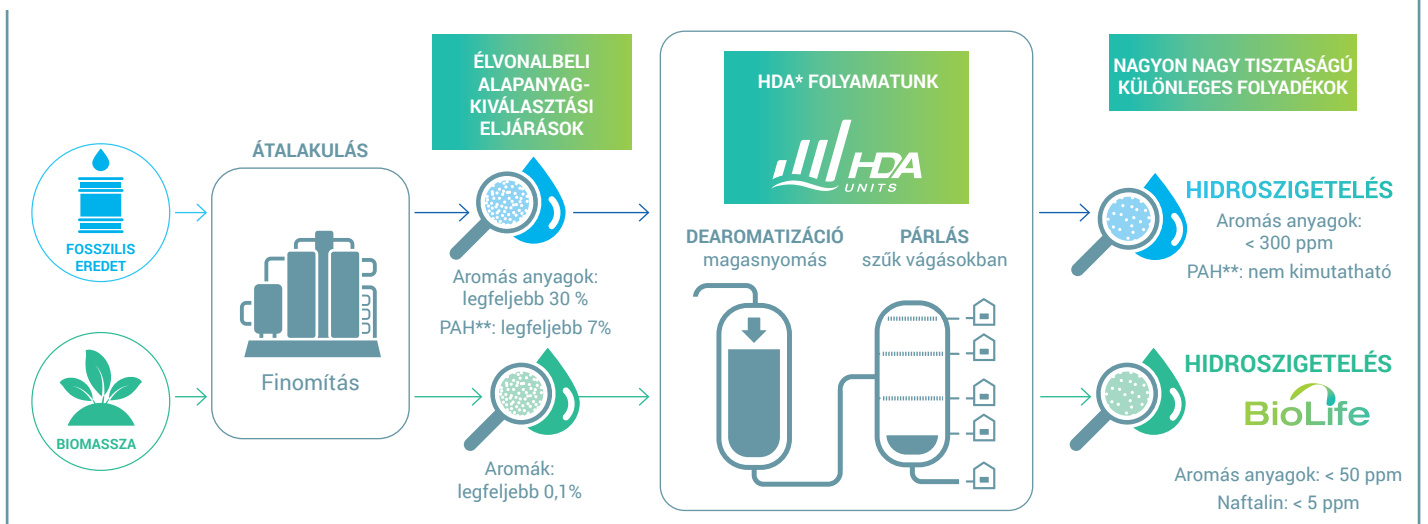 ÉLVONALBELI
ALAPANYAG-
KIVÁLASZTÁSI
ELJÁRÁSOK
HDA* FOLYAMATUNK
HDA
UNITS
NAGYON NAGY TISZTASÁGÚ
KÜLÖNLEGES FOLYADÉKOK
ÁTALAKULÁS
FOSSZILIS
EREDET
BIOMASSZA
Finomítás
Aromás anyagok:
legfeljebb 30 %
PAH**: legfeljebb 7%
Aromák:
legfeljebb 0,1%
DEAROMATIZÁCIÓ
magasnyomás
PÁRLÁS
szűk vágásokban
HIDROSZIGETELÉS
Aromás anyagok:
< 300 ppm
PAH**: nem kimutatható
HIDROSZIGETELÉS
BioLife
Aromás anyagok: < 50 ppm
Naftalin: < 5 ppm